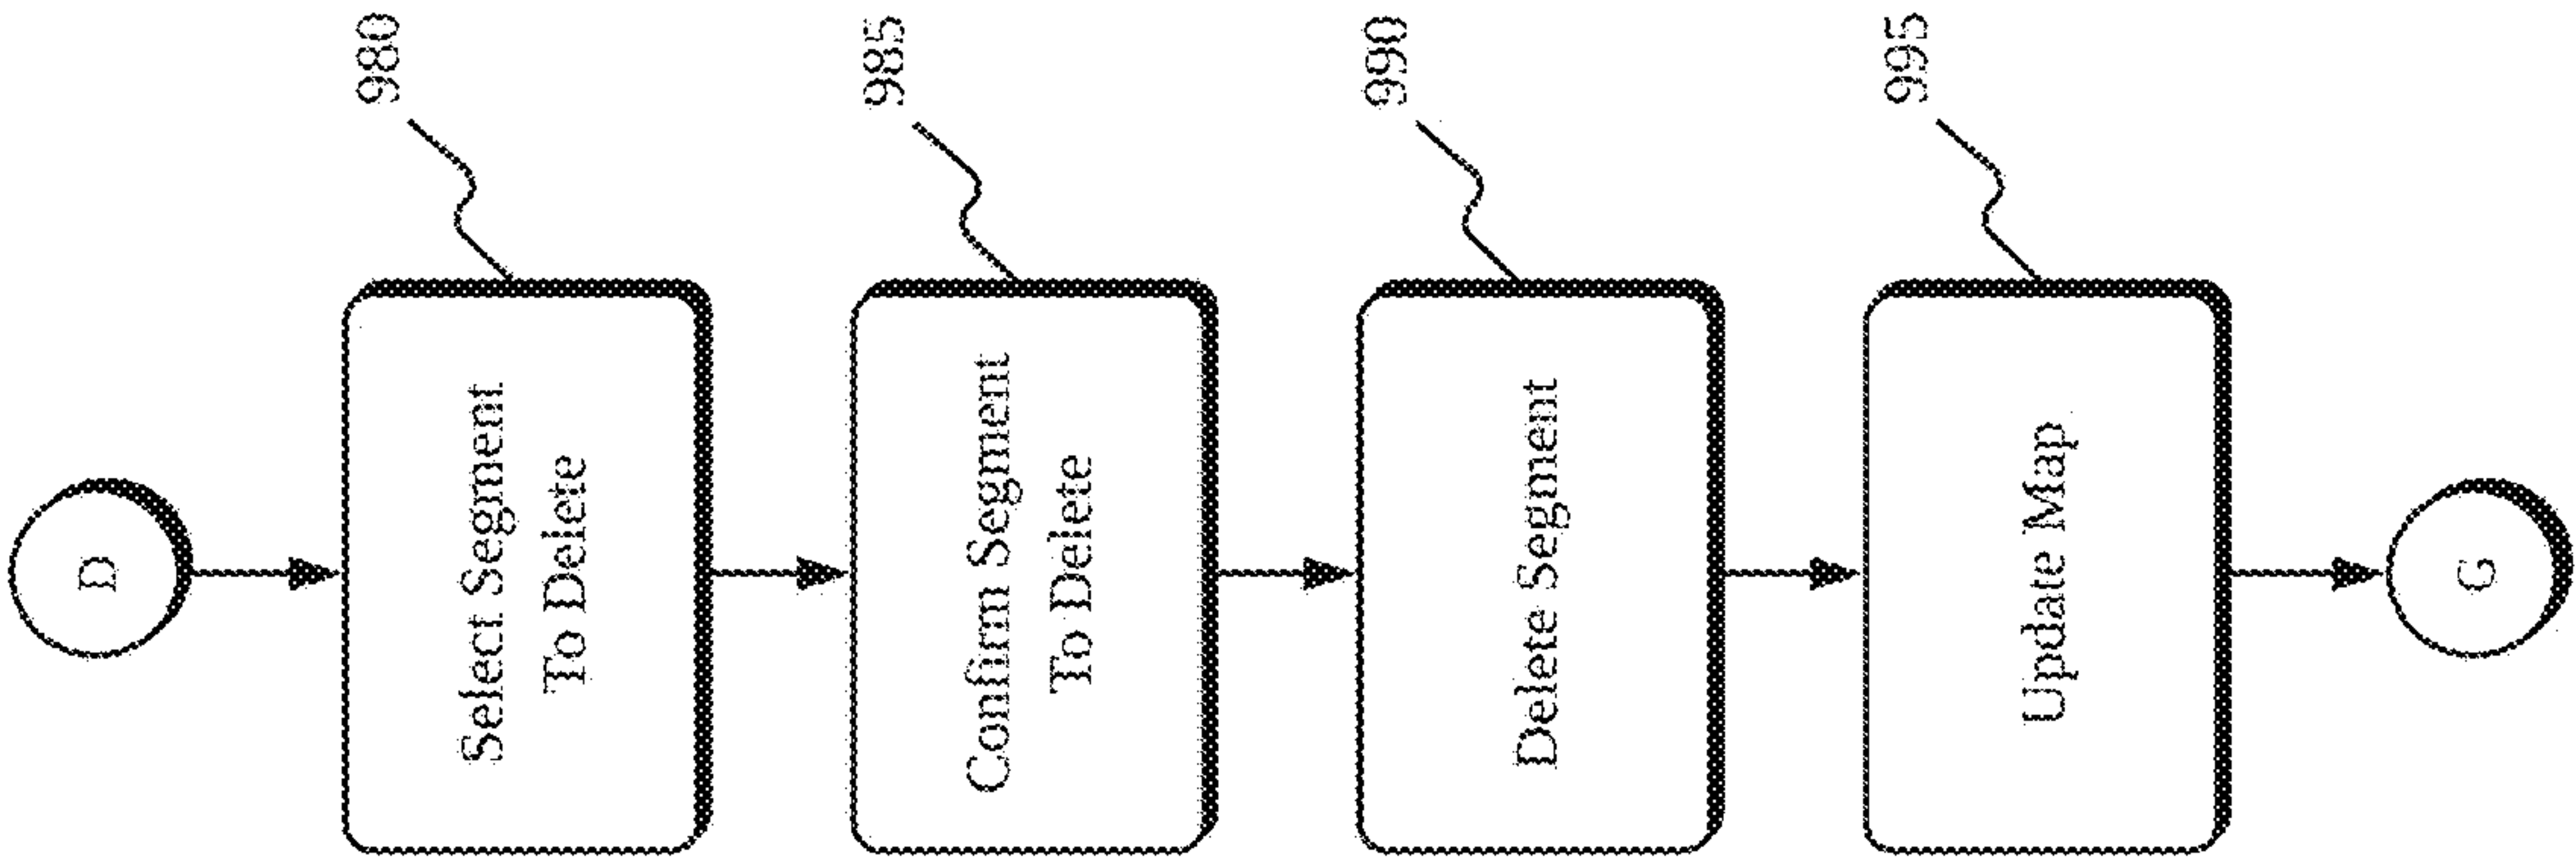 D
980
Select Segment
To Delete
985
Confirm Segment
To Delete
990
Delete Segment
995
Update Map
G